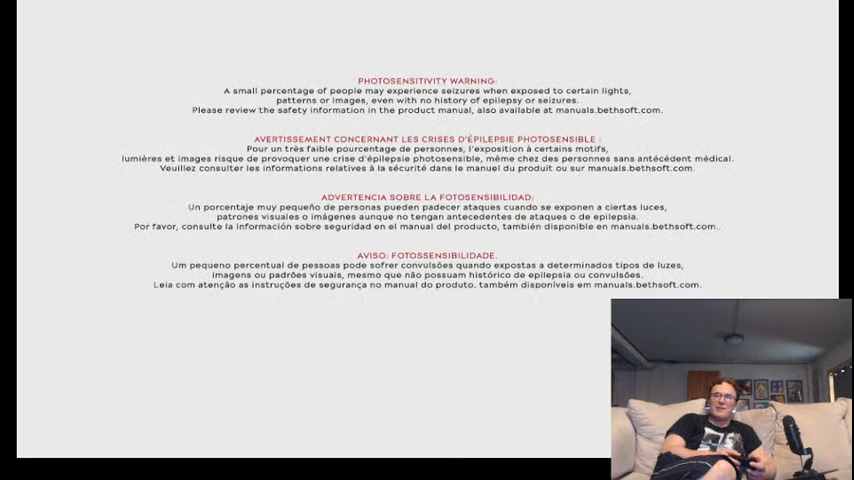 PHOTOSENSITIVITY WARNING:
A small percentage of people may experience seizures when exposed to certain lights,
patterns or images, even with no history of epilepsy or seizures.
Please review the safety information in the product manual, also available at manuals.bethsoft.com.
AVERTISSEMENT CONCERNANT LES CRISES D'ÉPILEPSIE PHOTOSENSIBLE :
Pour un très faible pourcentage de personnes, l'exposition à certains motifs,
lumières et images risque de provoquer une crise d'épilepsie photosensible, même chez des personnes sans antécédent médical.
Veuillez consulter les informations relatives à la sécurité dans le manuel du produit ou sur manuals.bethsoft.com.
ADVERTENCIA SOBRE LA FOTOSENSIBILIDAD:
Un porcentaje muy pequeño de personas pueden padecer ataques cuando se exponen a ciertas luces,
patrones visuales o imágenes aunque no tengan antecedentes de ataques o de epilepsia.
Por favor, consulte la información sobre seguridad en el manual del producto, también disponible en manuals.bethsoft.com..
AVISO: FOTOSSENSIBILIDADE.
Um pequeno percentual de pessoas pode sofrer convulsões quando expostas a determinados tipos de luzes,
imagens ou padrões visuais, mesmo que não possuam histórico de epilepsia ou convulsões.
Leia com atenção as instruções de segurança no manual do produto, também disponíveis em manuals.bethsoft.com.